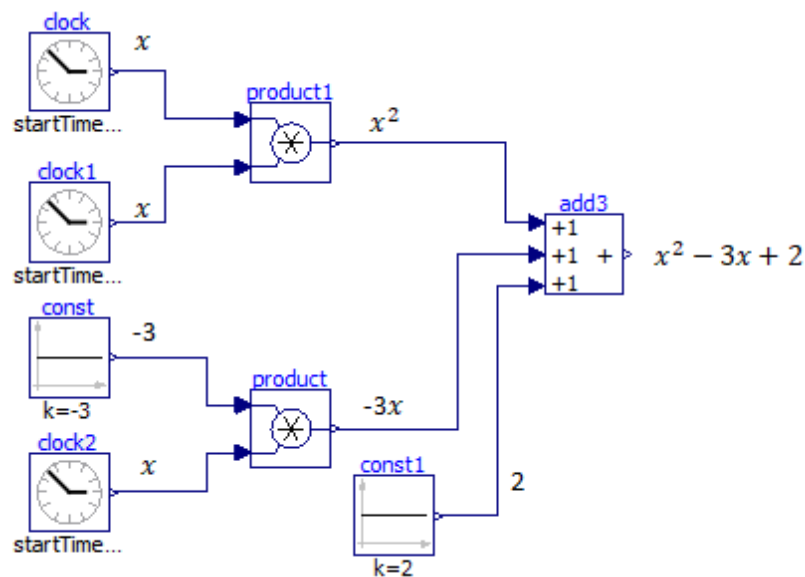 clock
x
startTime...
product1
x²
clock1
x
startTime...
add3
+1
+1 +
+1
x² − 3x + 2
const
-3
k=-3
product
-3x
clock2
x
startTime...
const1
2
k=2